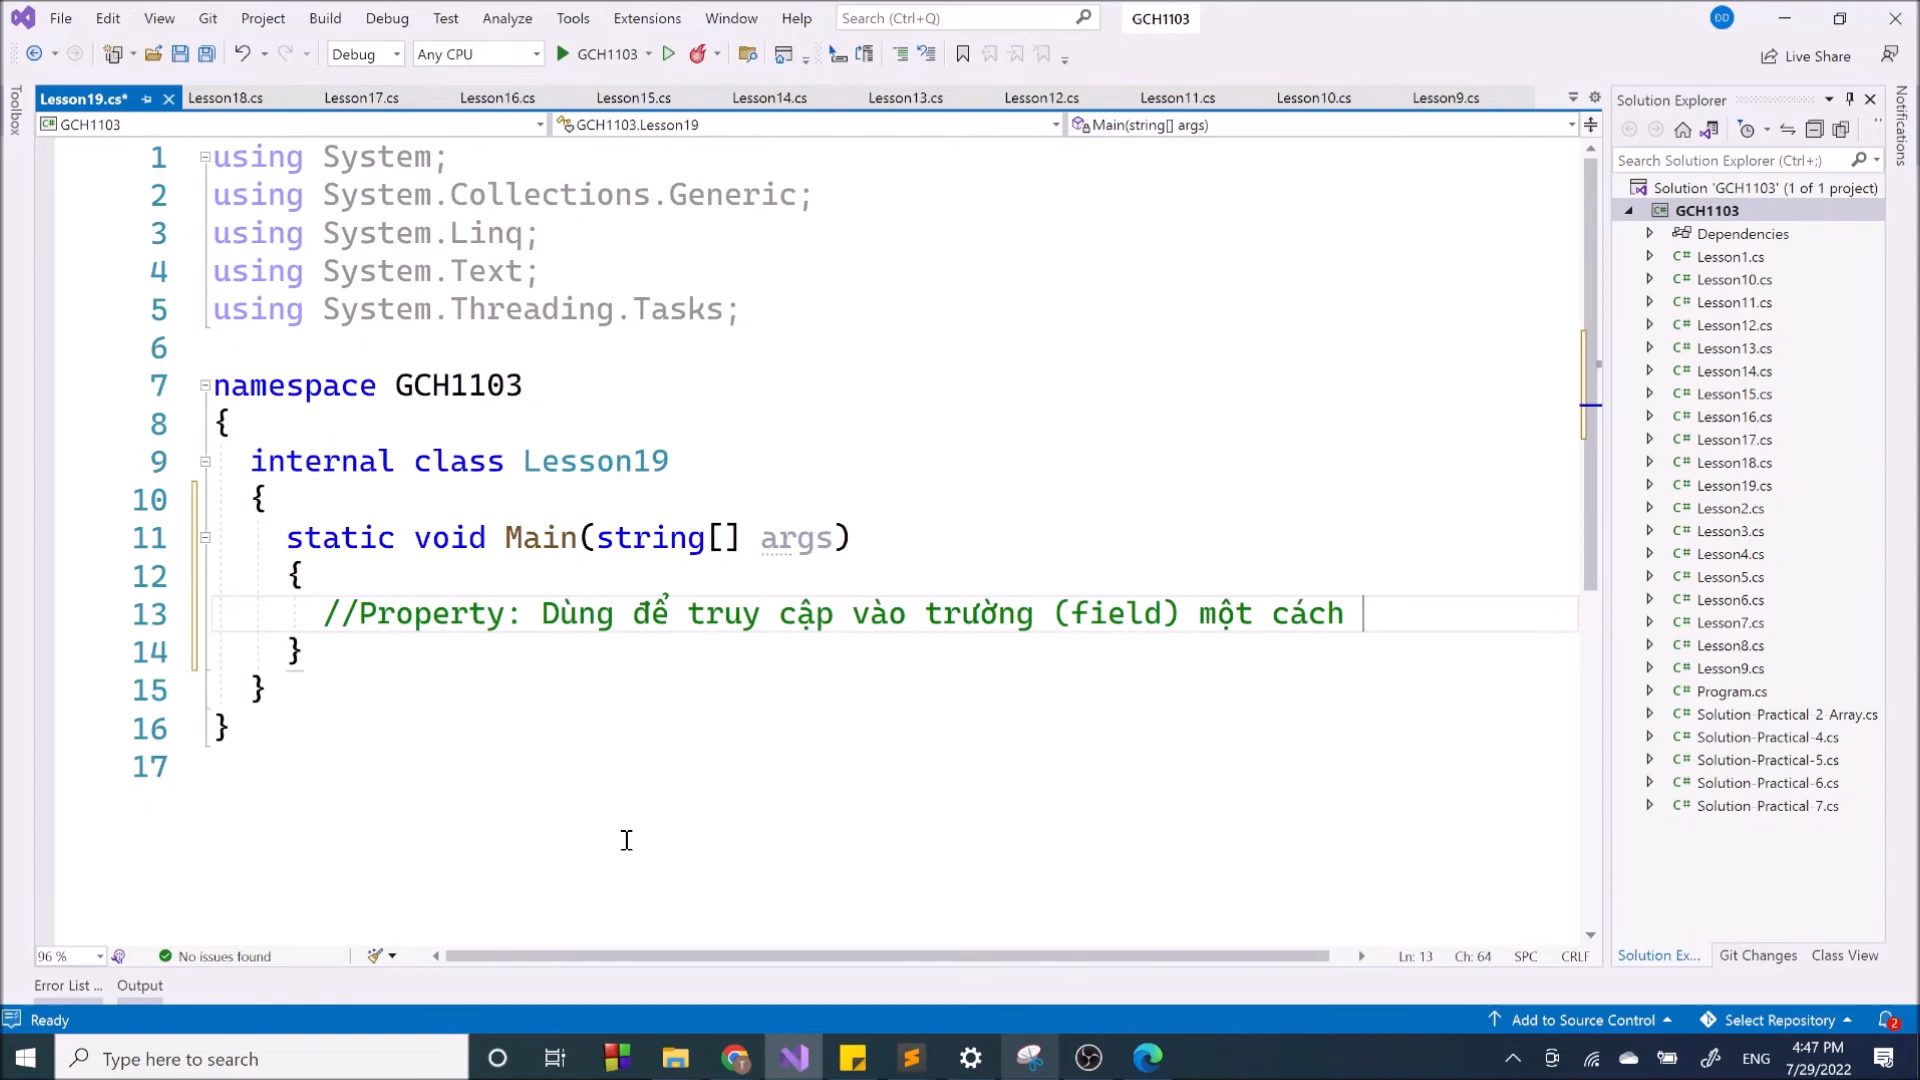 File Edit View Git Project Build Debug Test Analyze Tools Extensions Window Help Search (Ctrl+Q) GCH1103 ĐD
Debug Any CPU GCH1103 Live Share
Lesson19.cs* Lesson18.cs Lesson17.cs Lesson16.cs Lesson15.cs Lesson14.cs Lesson13.cs Lesson12.cs Lesson11.cs Lesson10.cs Lesson9.cs
GCH1103 GCH1103.Lesson19 Main(string[] args)
Toolbox
1 using System;
2 using System.Collections.Generic;
3 using System.Linq;
4 using System.Text;
5 using System.Threading.Tasks;
6
7 namespace GCH1103
8 {
9 internal class Lesson19
10 {
11 static void Main(string[] args)
12 {
13 //Property: Dùng để truy cập vào trường (field) một cách
14 }
15 }
16 }
17
96 % No issues found Ln: 13 Ch: 64 SPC CRLF
Error List ... Output
Solution Explorer
Search Solution Explorer (Ctrl+;)
Solution 'GCH1103' (1 of 1 project)
C# GCH1103
Dependencies
C# Lesson1.cs
C# Lesson10.cs
C# Lesson11.cs
C# Lesson12.cs
C# Lesson13.cs
C# Lesson14.cs
C# Lesson15.cs
C# Lesson16.cs
C# Lesson17.cs
C# Lesson18.cs
C# Lesson19.cs
C# Lesson2.cs
C# Lesson3.cs
C# Lesson4.cs
C# Lesson5.cs
C# Lesson6.cs
C# Lesson7.cs
C# Lesson8.cs
C# Lesson9.cs
C# Program.cs
C# Solution-Practical 2 Array.cs
C# Solution-Practical-4.cs
C# Solution-Practical-5.cs
C# Solution-Practical-6.cs
C# Solution-Practical-7.cs
Solution Ex... Git Changes Class View
Notifications
Ready Add to Source Control Select Repository 2
Type here to search ENG 4:47 PM
7/29/2022